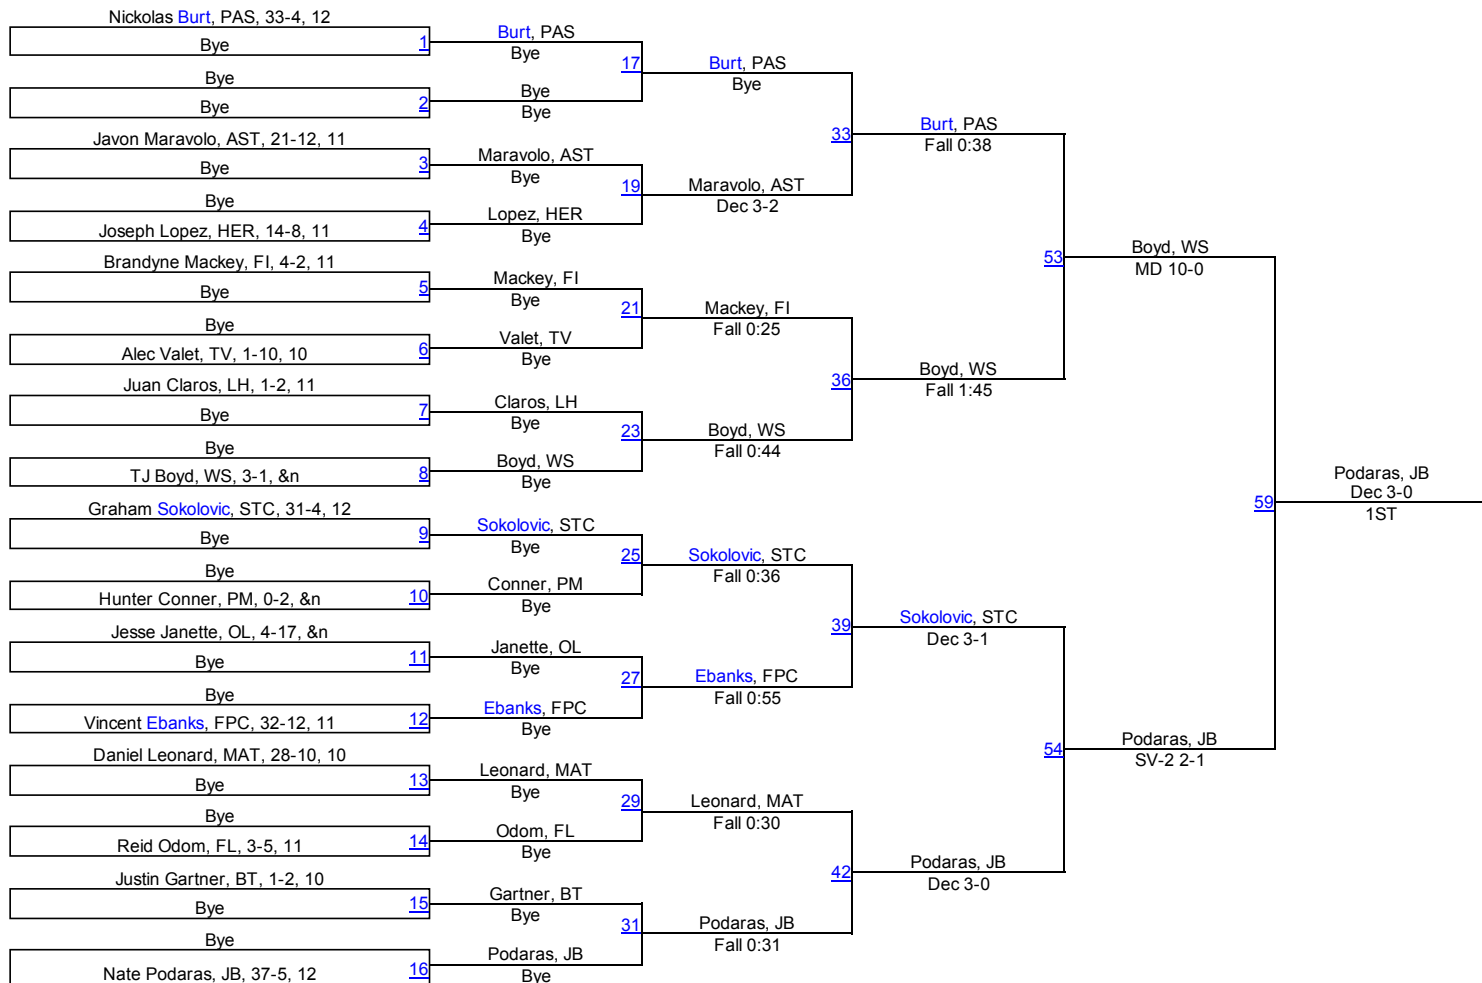 Nickolas Burt, PAS, 33-4, 12
Bye
1
Bye
Bye
2
Javon Maravolo, AST, 21-12, 11
Bye
3
Bye
Joseph Lopez, HER, 14-8, 11
4
Brandyne Mackey, FI, 4-2, 11
Bye
5
Bye
Alec Valet, TV, 1-10, 10
6
Juan Claros, LH, 1-2, 11
Bye
7
Bye
TJ Boyd, WS, 3-1, &n
8
Graham Sokolovic, STC, 31-4, 12
Bye
9
Bye
Hunter Conner, PM, 0-2, &n
10
Jesse Janette, OL, 4-17, &n
Bye
11
Bye
Vincent Ebanks, FPC, 32-12, 11
12
Daniel Leonard, MAT, 28-10, 10
Bye
13
Bye
Reid Odom, FL, 3-5, 11
14
Justin Gartner, BT, 1-2, 10
Bye
15
Bye
Nate Podaras, JB, 37-5, 12
16
Burt, PAS
Bye
17
Bye
Bye
Maravolo, AST
Bye
19
Lopez, HER
Bye
Mackey, FI
Bye
21
Valet, TV
Bye
Claros, LH
Bye
23
Boyd, WS
Bye
Sokolovic, STC
Bye
25
Conner, PM
Bye
Janette, OL
Bye
27
Ebanks, FPC
Bye
Leonard, MAT
Bye
29
Odom, FL
Bye
Gartner, BT
Bye
31
Podaras, JB
Bye
Burt, PAS
Bye
33
Maravolo, AST
Dec 3-2
Mackey, FI
Fall 0:25
36
Boyd, WS
Fall 0:44
Sokolovic, STC
Fall 0:36
39
Ebanks, FPC
Fall 0:55
Leonard, MAT
Fall 0:30
42
Podaras, JB
Fall 0:31
Burt, PAS
Fall 0:38
53
Boyd, WS
Fall 1:45
Sokolovic, STC
Dec 3-1
54
Podaras, JB
Dec 3-0
Boyd, WS
MD 10-0
59
Podaras, JB
SV-2 2-1
Podaras, JB
Dec 3-0
1ST